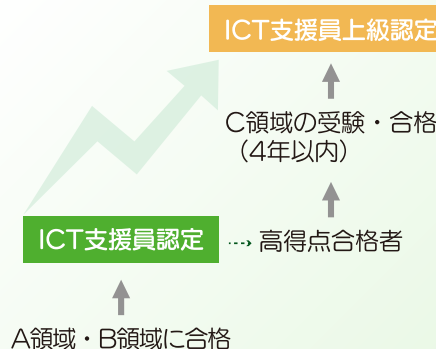 ICT支援員上級認定
C領域の受験・合格
（4年以内）
ICT支援員認定
高得点合格者
A領域・B領域に合格